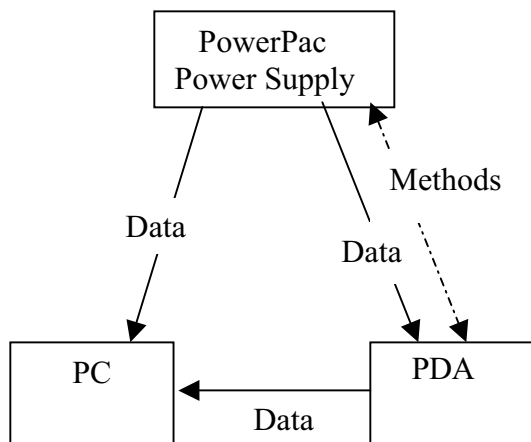 PowerPac
Power Supply
Methods
Data
Data
PC
PDA
Data